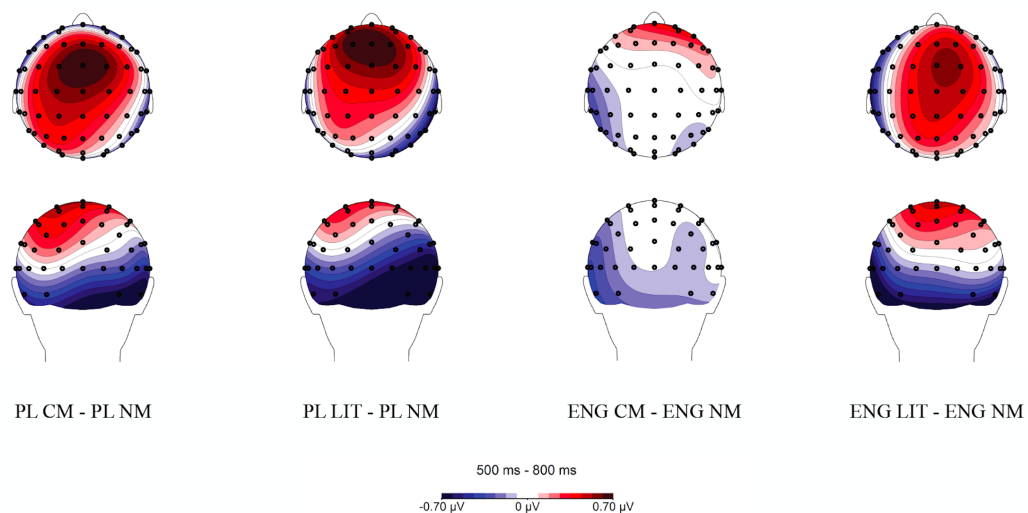 PL CM - PL NM
PL LIT - PL NM
ENG CM - ENG NM
ENG LIT - ENG NM
500 ms - 800 ms
-0.70 µV 0 µV 0.70 µV